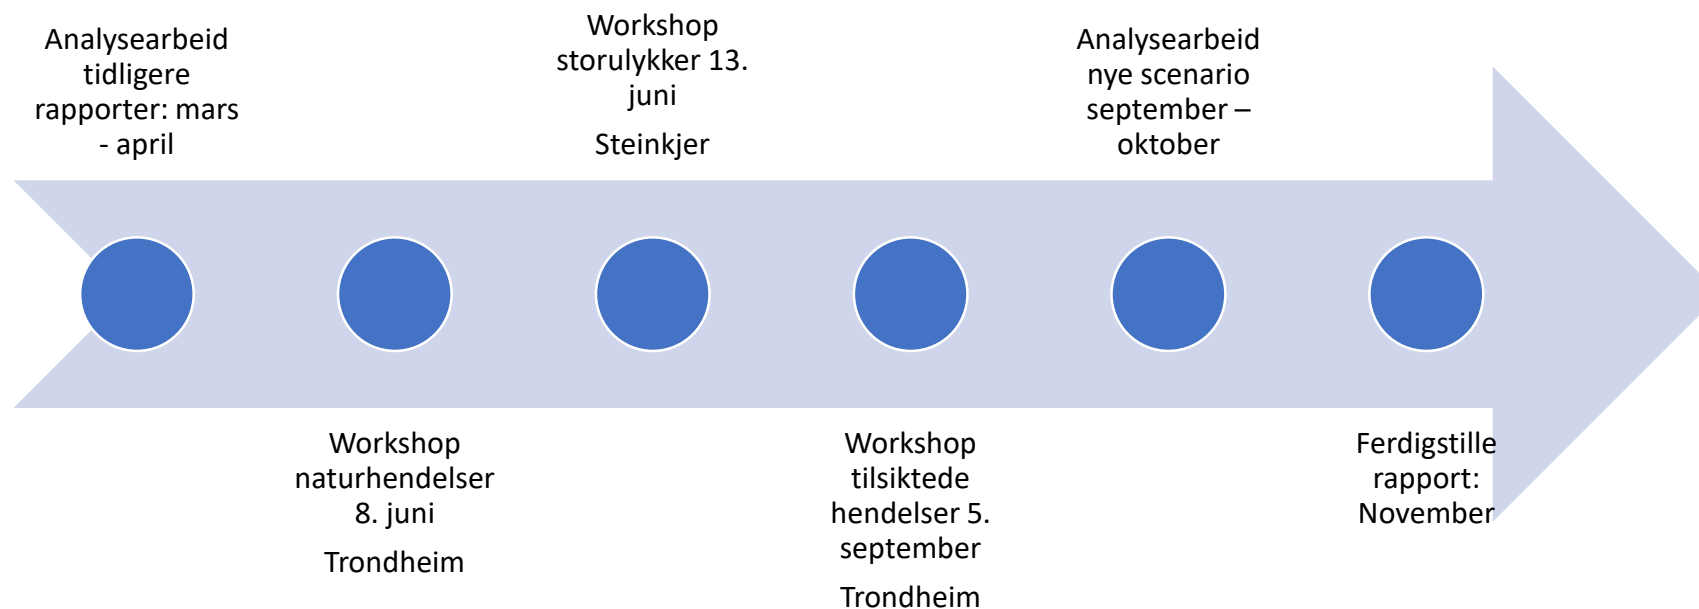 Analysearbeid
tidligere
rapporter: mars
- april
Workshop
naturhendelser
8. juni
Trondheim
Workshop
storulykker 13.
juni
Steinkjer
Workshop
tilsiktede
hendelser 5.
september
Trondheim
Analysearbeid
nye scenario
september –
oktober
Ferdigstille
rapport:
November